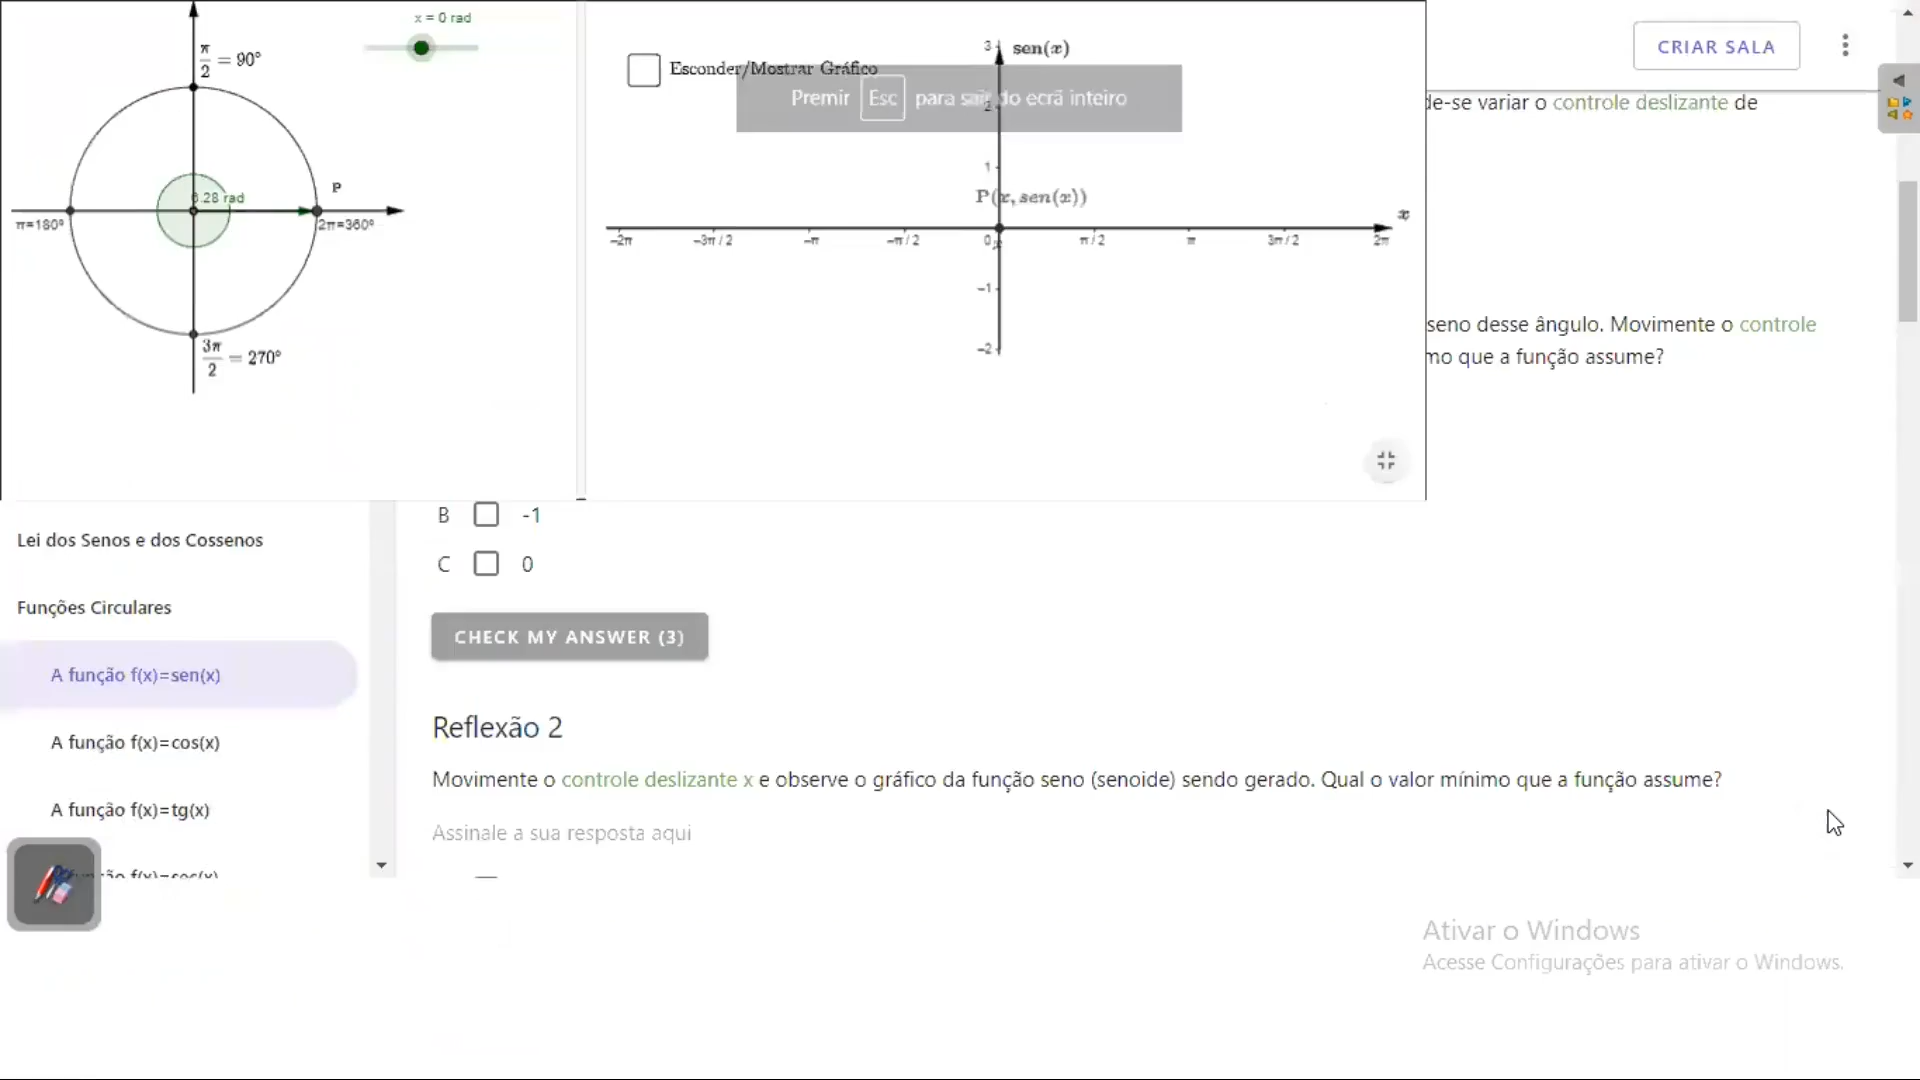 x = 0 rad
π/2 = 90°
P
6.28 rad
π=180°
2π=360°
3π/2 = 270°
Esconder/Mostrar Gráfico
Premir Esc para sair do ecrã inteiro
sen(x)
3
2
1
P(x, sen(x))
x
−2π
−3π/2
−π
−π/2
0
π/2
π
3π/2
2π
−1
−2
CRIAR SALA
de-se variar o controle deslizante de
seno desse ângulo. Movimente o controle
mo que a função assume?
B -1
C 0
CHECK MY ANSWER (3)
Lei dos Senos e dos Cossenos
Funções Circulares
A função f(x)=sen(x)
A função f(x)=cos(x)
A função f(x)=tg(x)
Reflexão 2
Movimente o controle deslizante x e observe o gráfico da função seno (senoide) sendo gerado. Qual o valor mínimo que a função assume?
Assinale a sua resposta aqui
Ativar o Windows
Acesse Configurações para ativar o Windows.